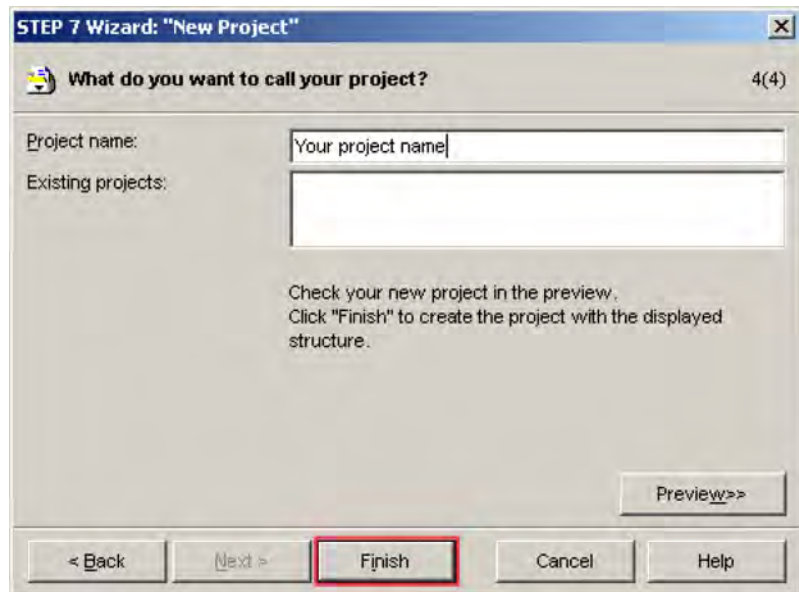 STEP 7 Wizard: "New Project"
What do you want to call your project?
4(4)
Project name:
Your project name
Existing projects:
Check your new project in the preview.
Click "Finish" to create the project with the displayed
structure.
Preview>>
< Back
Next >
Finish
Cancel
Help